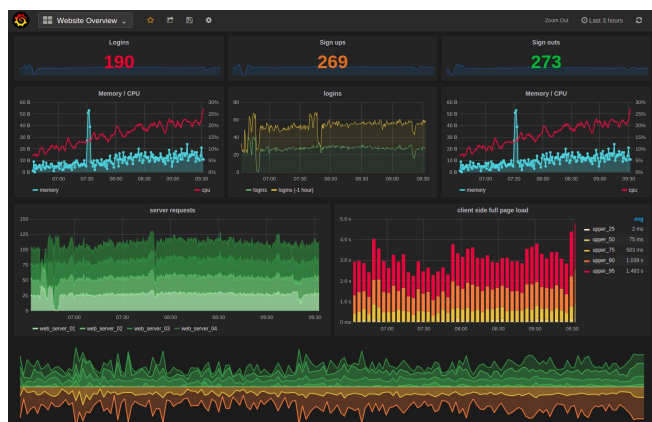 Website Overview
Zoom Out
Last 3 hours
Logins
190
Sign ups
269
Sign outs
273
Memory / CPU
60 B
50 B
40 B
30 B
20 B
10 B
0 B
30%
25%
20%
15%
10%
5%
0%
07:00 07:30 08:00 08:30 09:00 09:30
memory cpu
logins
80
60
40
20
0
07:00 07:30 08:00 08:30 09:00 09:30
logins logins (-1 hour)
Memory / CPU
60 B
50 B
40 B
30 B
20 B
10 B
0 B
30%
25%
20%
15%
10%
5%
0%
07:00 07:30 08:00 08:30 09:00 09:30
memory cpu
server requests
150
125
100
75
50
25
0
07:00 07:30 08:00 08:30 09:00 09:30
web_server_01 web_server_02 web_server_03 web_server_04
client side full page load
5.0 s
4.0 s
3.0 s
2.0 s
1.0 s
0 ms
07:00 07:30 08:00 08:30 09:00 09:30
avg
upper_25 2 ms
upper_50 75 ms
upper_75 503 ms
upper_90 1.039 s
upper_95 1.493 s